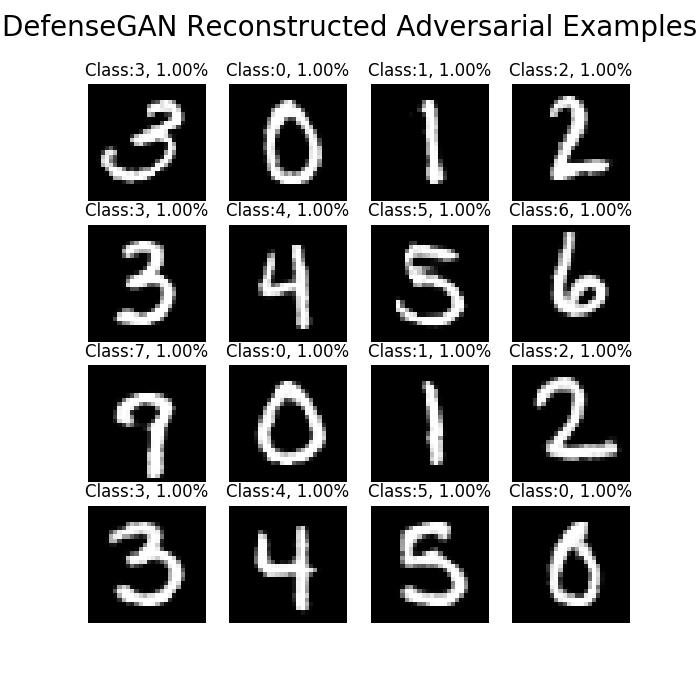 DefenseGAN Reconstructed Adversarial Examples
Class:3, 1.00% Class:0, 1.00% Class:1, 1.00% Class:2, 1.00%
3 0 1 2
Class:3, 1.00% Class:4, 1.00% Class:5, 1.00% Class:6, 1.00%
3 4 5 6
Class:7, 1.00% Class:0, 1.00% Class:1, 1.00% Class:2, 1.00%
9 0 1 2
Class:3, 1.00% Class:4, 1.00% Class:5, 1.00% Class:0, 1.00%
3 4 5 0